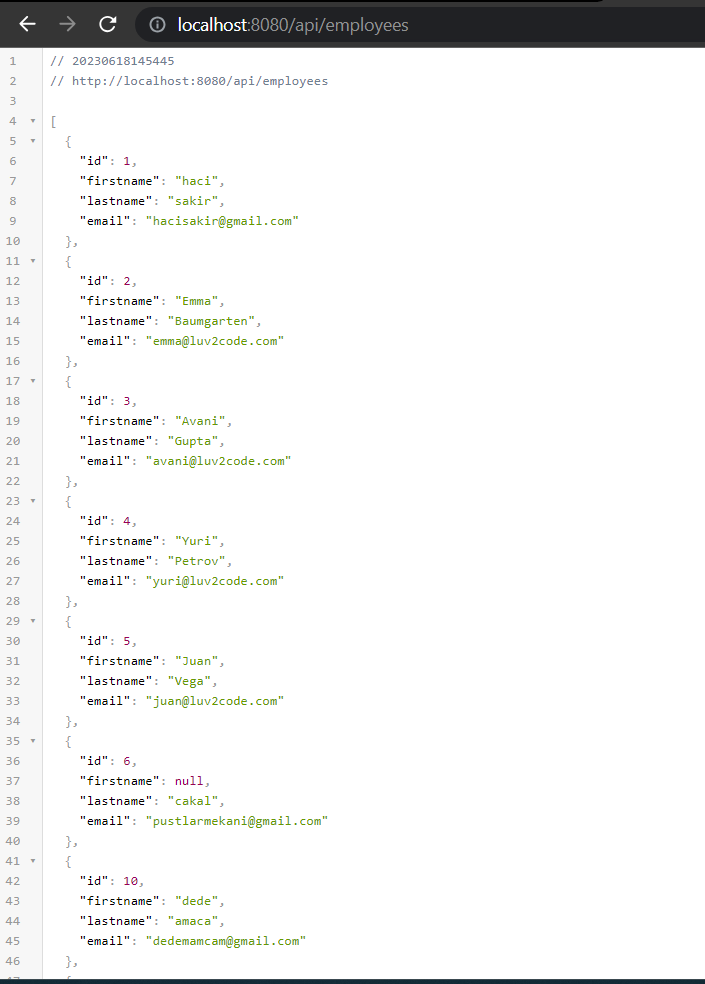 localhost:8080/api/employees
1 // 20230618145445
2 // http://localhost:8080/api/employees
3
4 [
5 {
6 "id": 1,
7 "firstname": "haci",
8 "lastname": "sakir",
9 "email": "hacisakir@gmail.com"
10 },
11 {
12 "id": 2,
13 "firstname": "Emma",
14 "lastname": "Baumgarten",
15 "email": "emma@luv2code.com"
16 },
17 {
18 "id": 3,
19 "firstname": "Avani",
20 "lastname": "Gupta",
21 "email": "avani@luv2code.com"
22 },
23 {
24 "id": 4,
25 "firstname": "Yuri",
26 "lastname": "Petrov",
27 "email": "yuri@luv2code.com"
28 },
29 {
30 "id": 5,
31 "firstname": "Juan",
32 "lastname": "Vega",
33 "email": "juan@luv2code.com"
34 },
35 {
36 "id": 6,
37 "firstname": null,
38 "lastname": "cakal",
39 "email": "pustlarmekani@gmail.com"
40 },
41 {
42 "id": 10,
43 "firstname": "dede",
44 "lastname": "amaca",
45 "email": "dedemamcam@gmail.com"
46 },